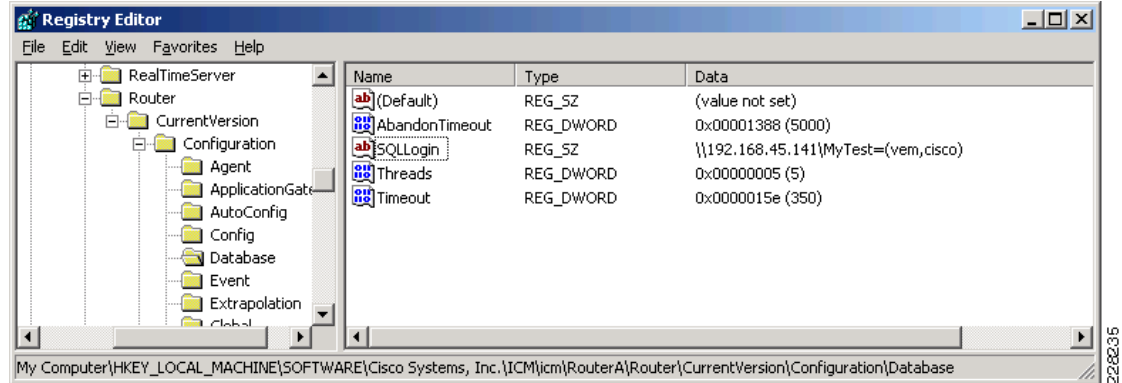 Registry Editor
File Edit View Favorites Help
RealTimeServer
Router
CurrentVersion
Configuration
Agent
ApplicationGate
AutoConfig
Config
Database
Event
Extrapolation
Global
Name Type Data
(Default) REG_SZ (value not set)
AbandonTimeout REG_DWORD 0x00001388 (5000)
SQLLogin REG_SZ \\192.168.45.141\MyTest=(vem,cisco)
Threads REG_DWORD 0x00000005 (5)
Timeout REG_DWORD 0x0000015e (350)
My Computer\HKEY_LOCAL_MACHINE\SOFTWARE\Cisco Systems, Inc.\ICM\icm\RouterA\Router\CurrentVersion\Configuration\Database
228235